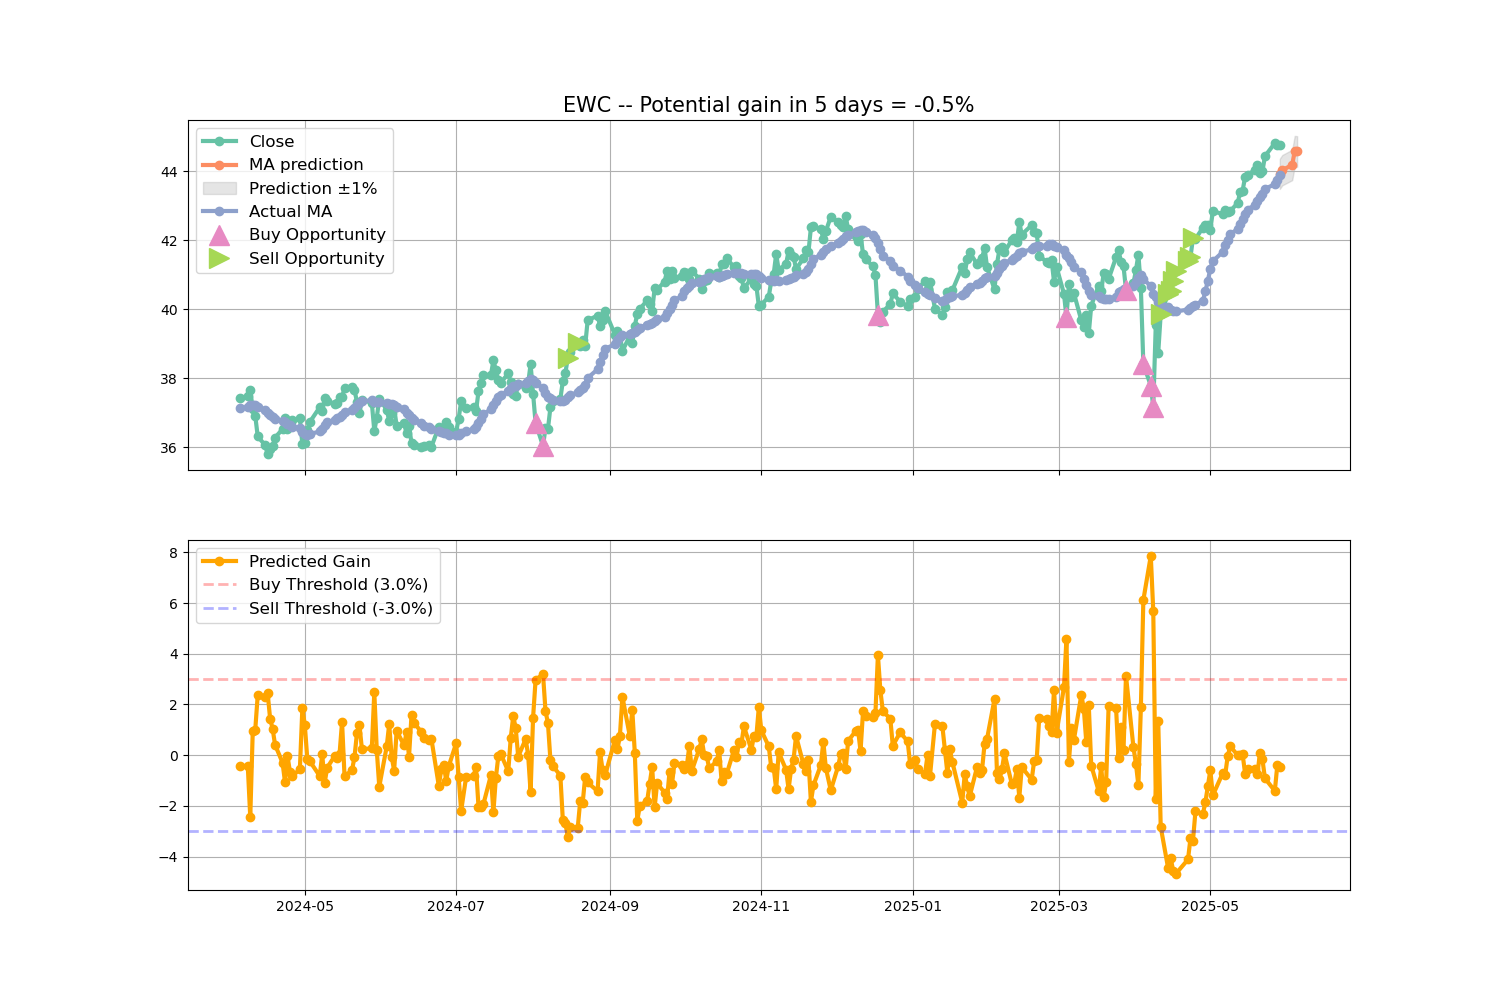 EWC -- Potential gain in 5 days = -0.5%
Close
MA prediction
Prediction ±1%
Actual MA
Buy Opportunity
Sell Opportunity
44
42
40
38
36
Predicted Gain
Buy Threshold (3.0%)
Sell Threshold (-3.0%)
8
6
4
2
0
−2
−4
2024-05 2024-07 2024-09 2024-11 2025-01 2025-03 2025-05